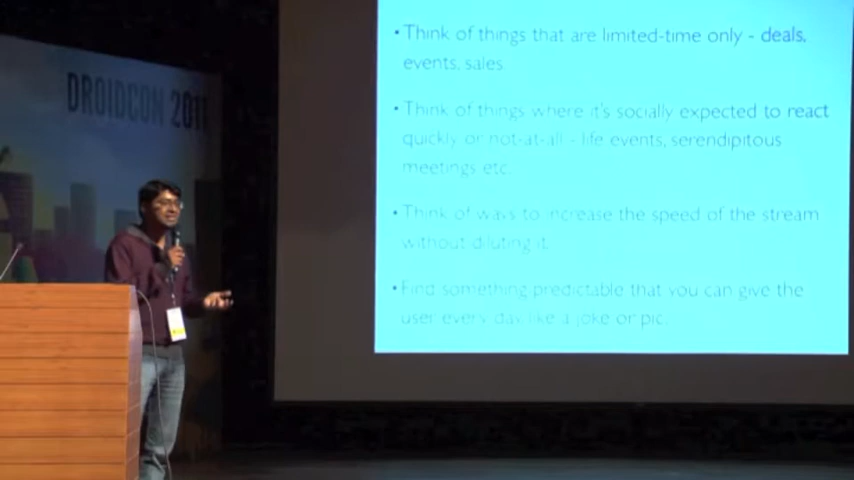 DROIDCON 2011
• Think of things that are limited-time only - deals,
events, sales.
• Think of things where it's socially expected to react
quickly or not-at-all - life events, serendipitous
meetings etc.
• Think of ways to increase the speed of the stream
without diluting it.
• Find something predictable that you can give the
user every day like a joke or pic.